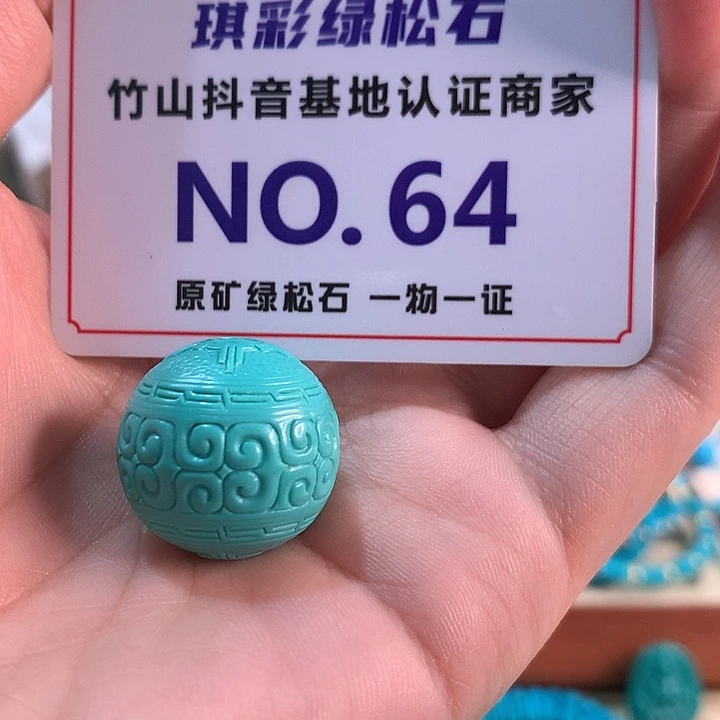 琪彩绿松石
竹山抖音基地认证商家
NO. 64
原矿绿松石 一物一证